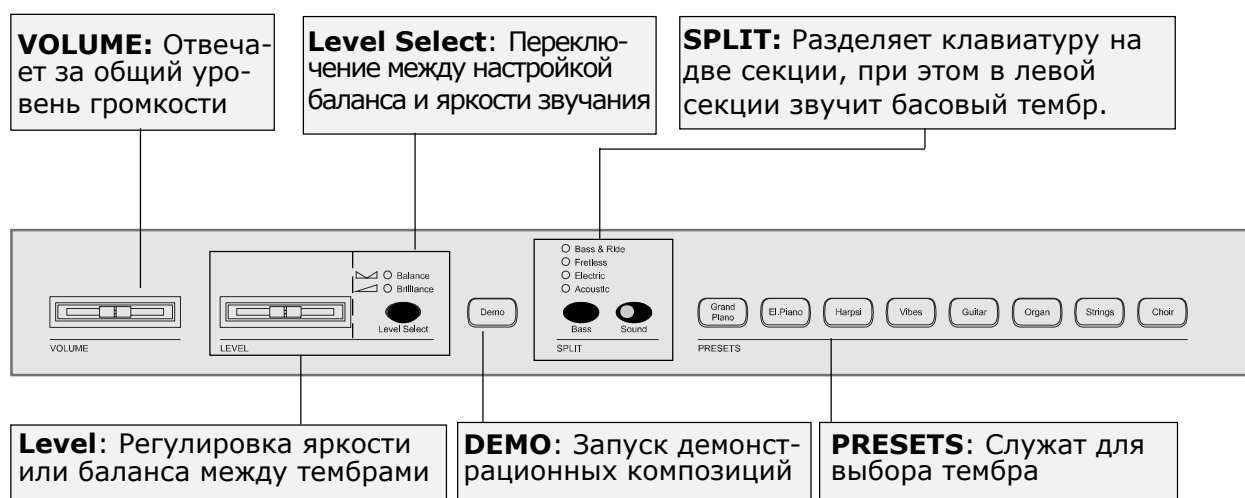 VOLUME: Отвеча-
ет за общий уро-
вень громкости
Level Select: Переклю-
чение между настройкой
баланса и яркости звучания
SPLIT: Разделяет клавиатуру на
две секции, при этом в левой
секции звучит басовый тембр.
VOLUME
LEVEL
Balance
Brilliance
Level Select
Demo
Bass & Ride
Fretless
Electric
Acoustic
Bass Sound
SPLIT
Grand
Piano
El.Piano Harpsi Vibes Guitar Organ Strings Choir
PRESETS
Level: Регулировка яркости
или баланса между тембрами
DEMO: Запуск демонст-
рационных композиций
PRESETS: Служат для
выбора тембра